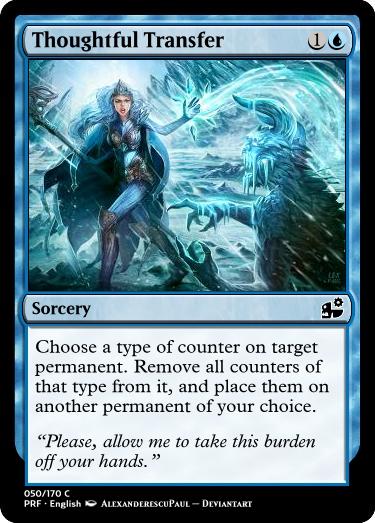 Thoughtful Transfer 1
Sorcery
Choose a type of counter on target
permanent. Remove all counters
of that type from it, and place them on
another permanent of your choice.
“Please, allow me to take this burden
off your hands.”
050/170 C
PRF • English AlexanderescuPaul — Deviantart